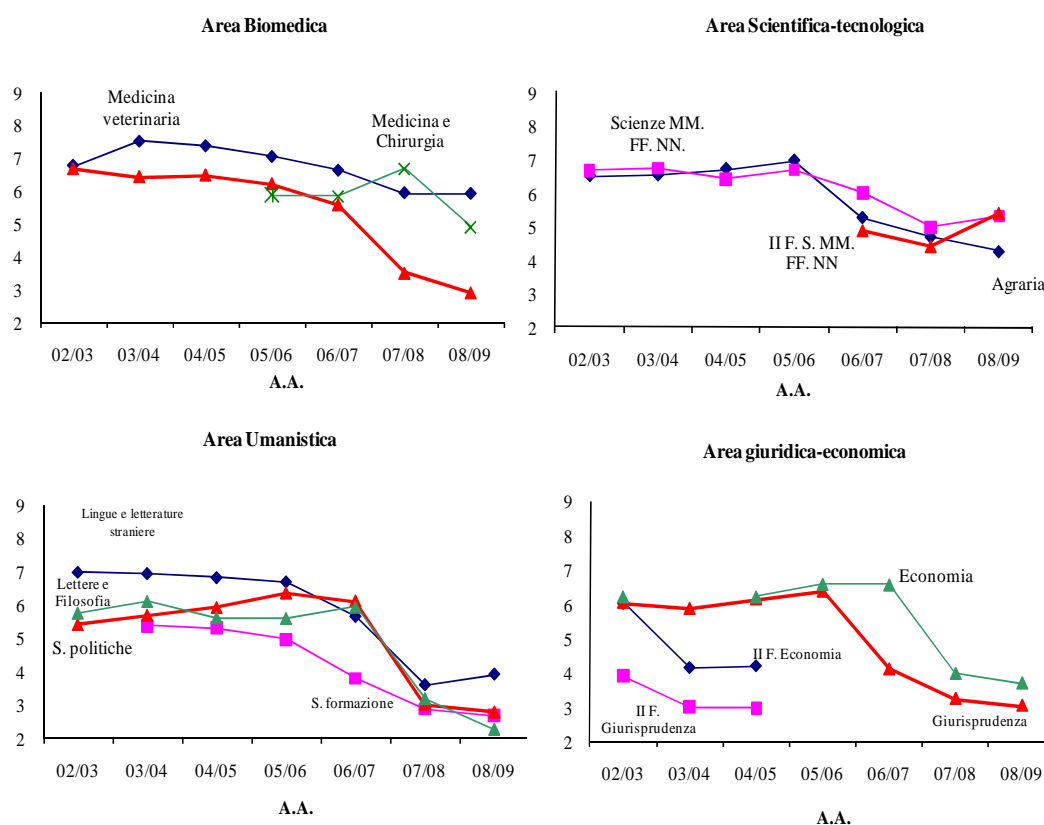 Area Biomedica
9
8
7
6
5
4
3
2
Medicina
veterinaria
Medicina e
Chirurgia
02/03 03/04 04/05 05/06 06/07 07/08 08/09
A.A.
Area Scientifica-tecnologica
9
8
7
6
5
4
3
2
Scienze MM.
FF. NN.
II F. S. MM.
FF. NN
Agraria
02/03 03/04 04/05 05/06 06/07 07/08 08/09
A.A.
Area Umanistica
9
8
7
6
5
4
3
2
Lingue e letterature
straniere
Lettere e
Filosofia
S. politiche
S. formazione
02/03 03/04 04/05 05/06 06/07 07/08 08/09
A.A.
Area giuridica-economica
9
8
7
6
5
4
3
2
Economia
II F. Economia
II F.
Giurisprudenza
Giurisprudenza
02/03 03/04 04/05 05/06 06/07 07/08 08/09
A.A.